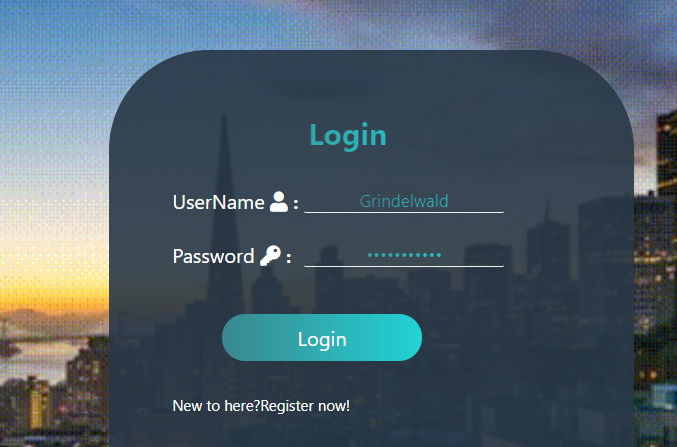 Login
UserName :
Grindelwald
Password :
•••••••••••
Login
New to here?Register now!